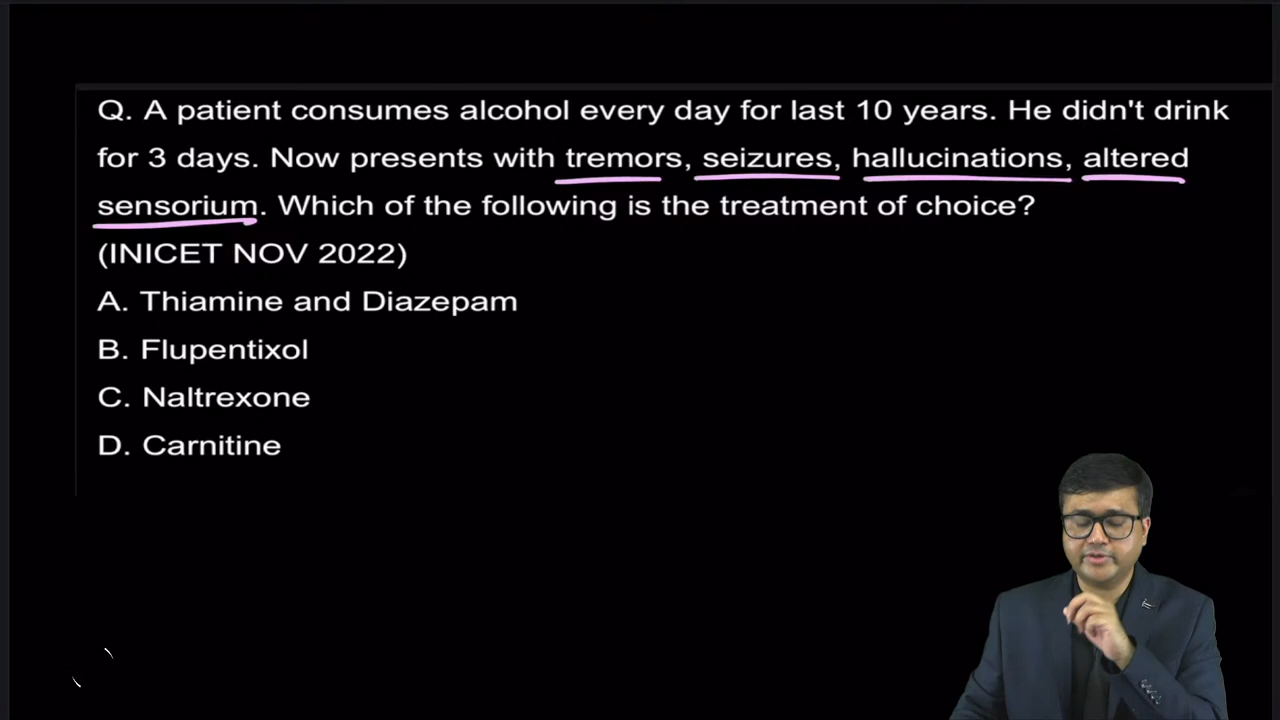 Q. A patient consumes alcohol every day for last 10 years. He didn't drink
for 3 days. Now presents with tremors, seizures, hallucinations, altered
sensorium. Which of the following is the treatment of choice?
(INICET NOV 2022)
A. Thiamine and Diazepam
B. Flupentixol
C. Naltrexone
D. Carnitine